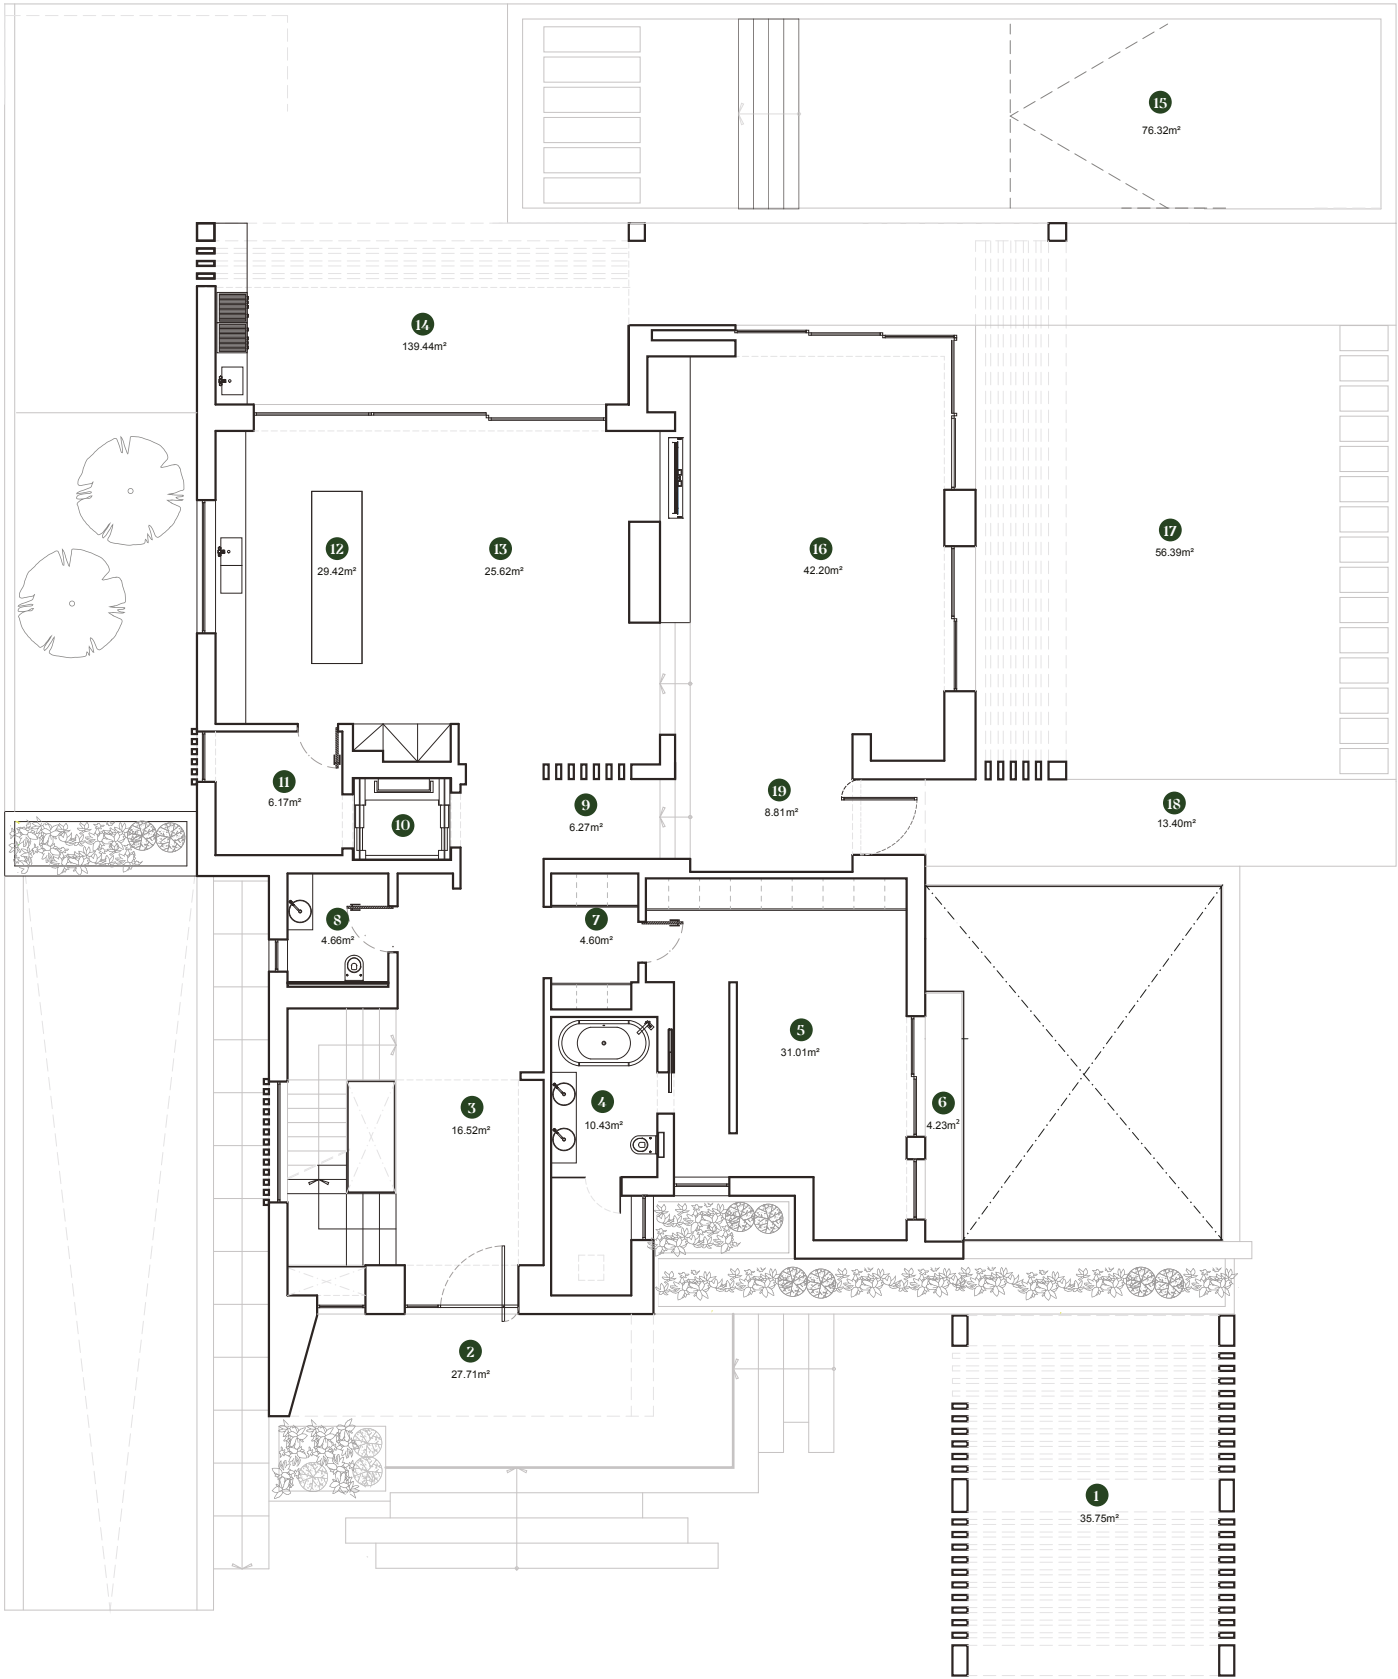 15
76.32m²
14
139.44m²
17
56.39m²
12
29.42m²
13
25.62m²
16
42.20m²
11
6.17m²
10
9
6.27m²
19
8.81m²
18
13.40m²
8
4.66m²
7
4.60m²
5
31.01m²
3
16.52m²
4
10.43m²
6
4.23m²
2
27.71m²
1
35.75m²